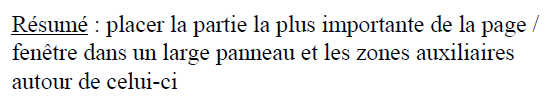 Résumé : placer la partie la plus importante de la page /
fenêtre dans un large panneau et les zones auxiliaires
autour de celui-ci